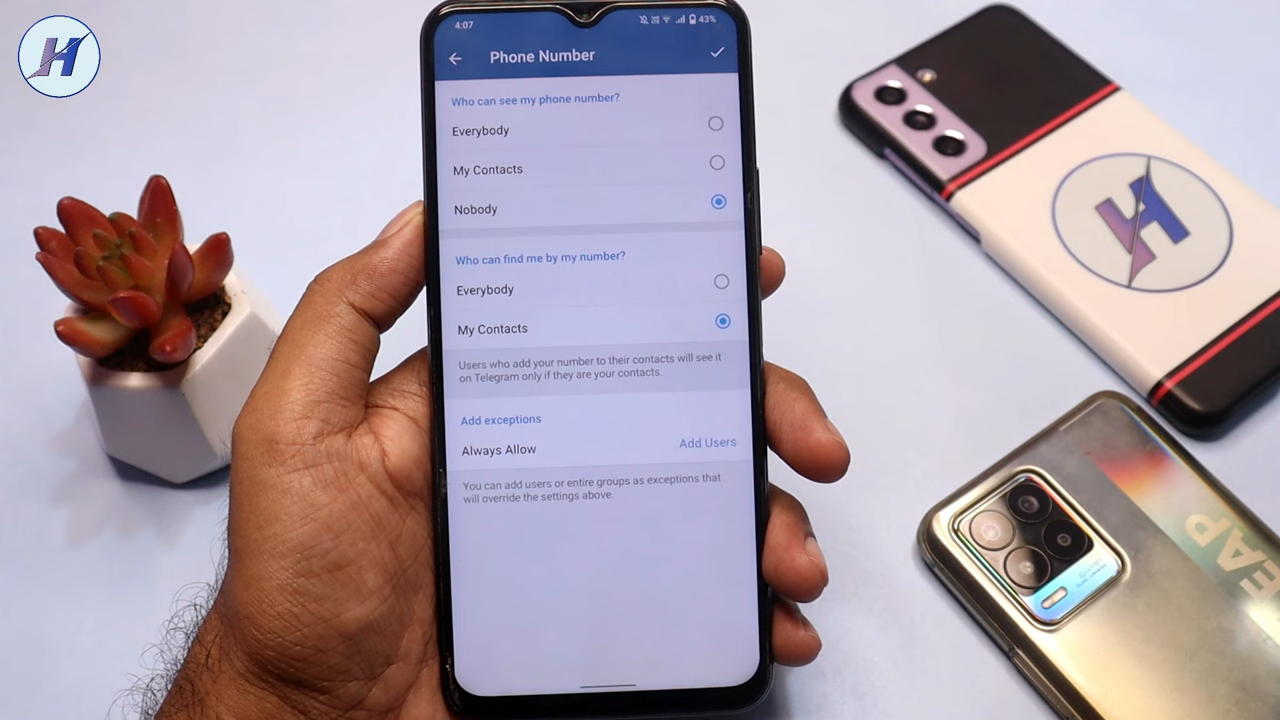 H
4:07
43%
Phone Number
Who can see my phone number?
Everybody
My Contacts
Nobody
Who can find me by my number?
Everybody
My Contacts
Users who add your number to their contacts will see it
on Telegram only if they are your contacts.
Add exceptions
Always Allow
Add Users
You can add users or entire groups as exceptions that
will override the settings above.
H
EAP